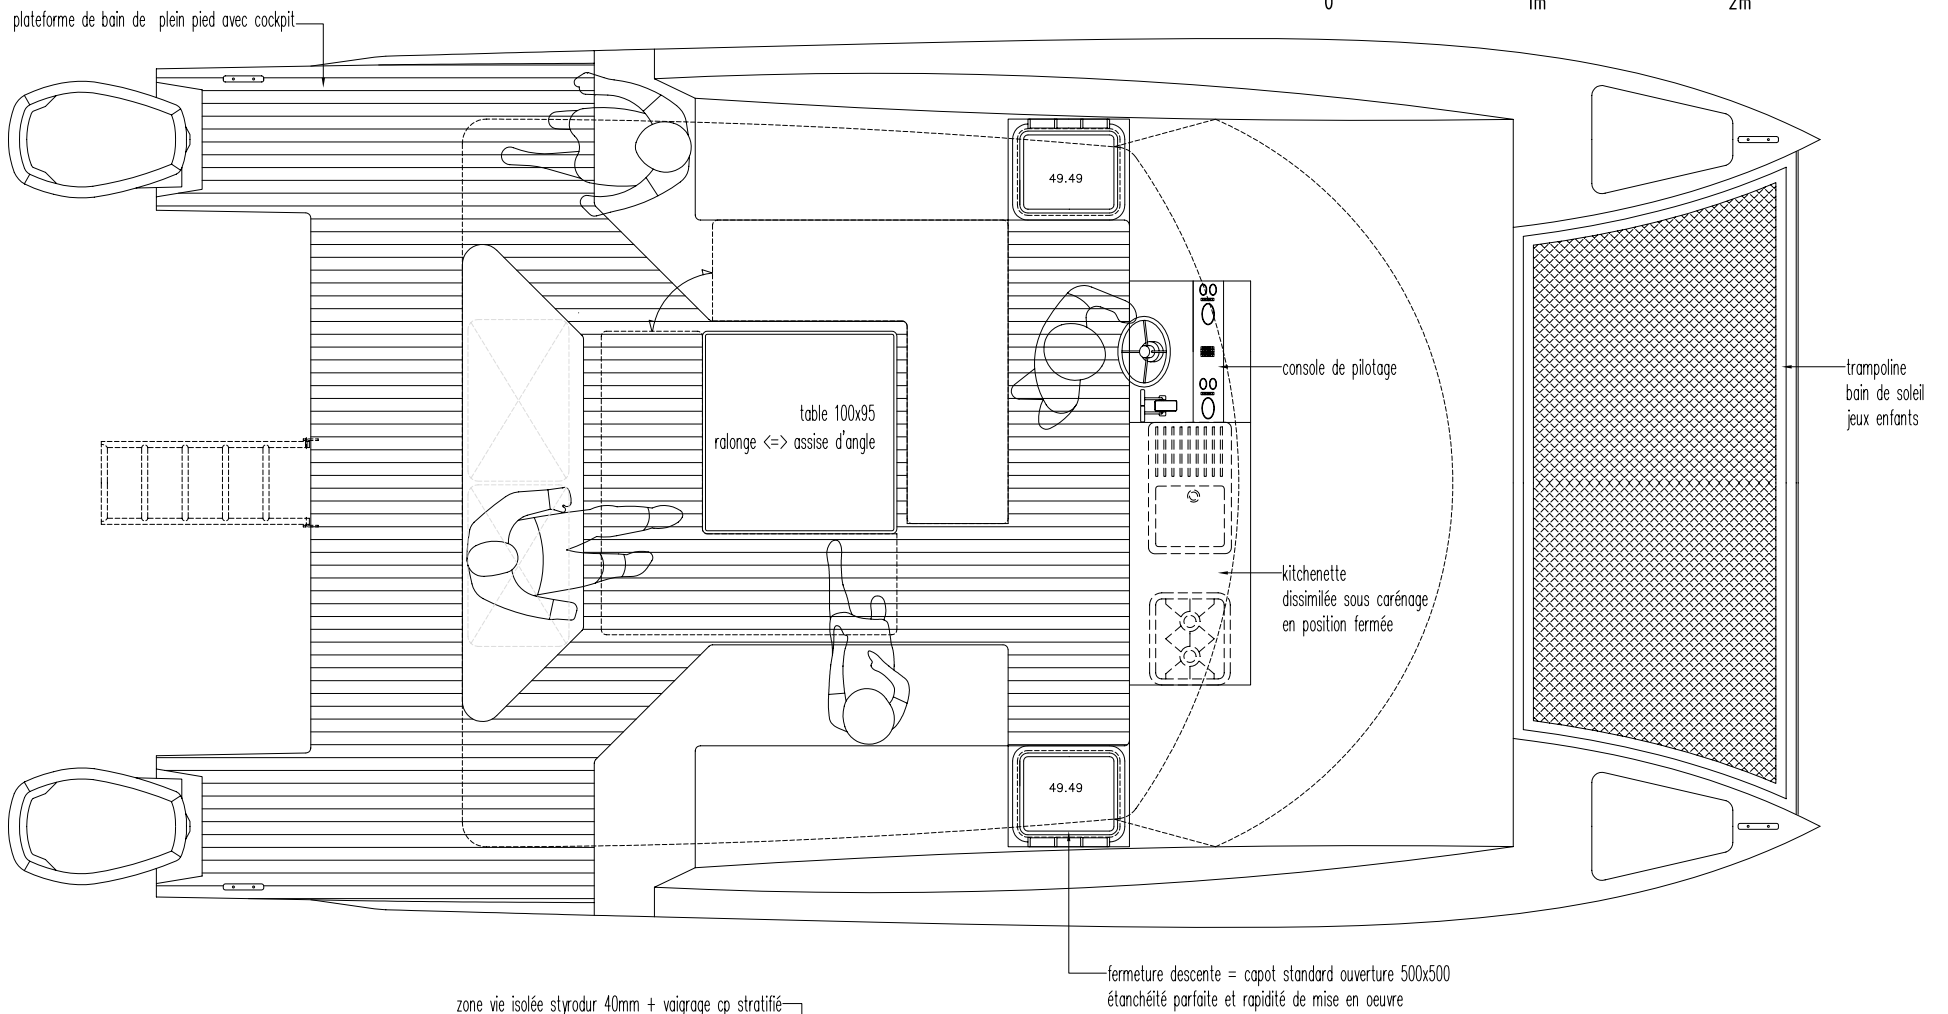 0 1m 2m
plateforme de bain de plein pied avec cockpit
49.49
console de pilotage
trampoline
bain de soleil
jeux enfants
table 100x95
ralonge <=> assise d'angle
kitchenette
dissimilée sous carénage
en position fermée
49.49
fermeture descente = capot standard ouverture 500x500
étanchéité parfaite et rapidité de mise en oeuvre
zone vie isolée styrodur 40mm + vaigrage cp stratifié